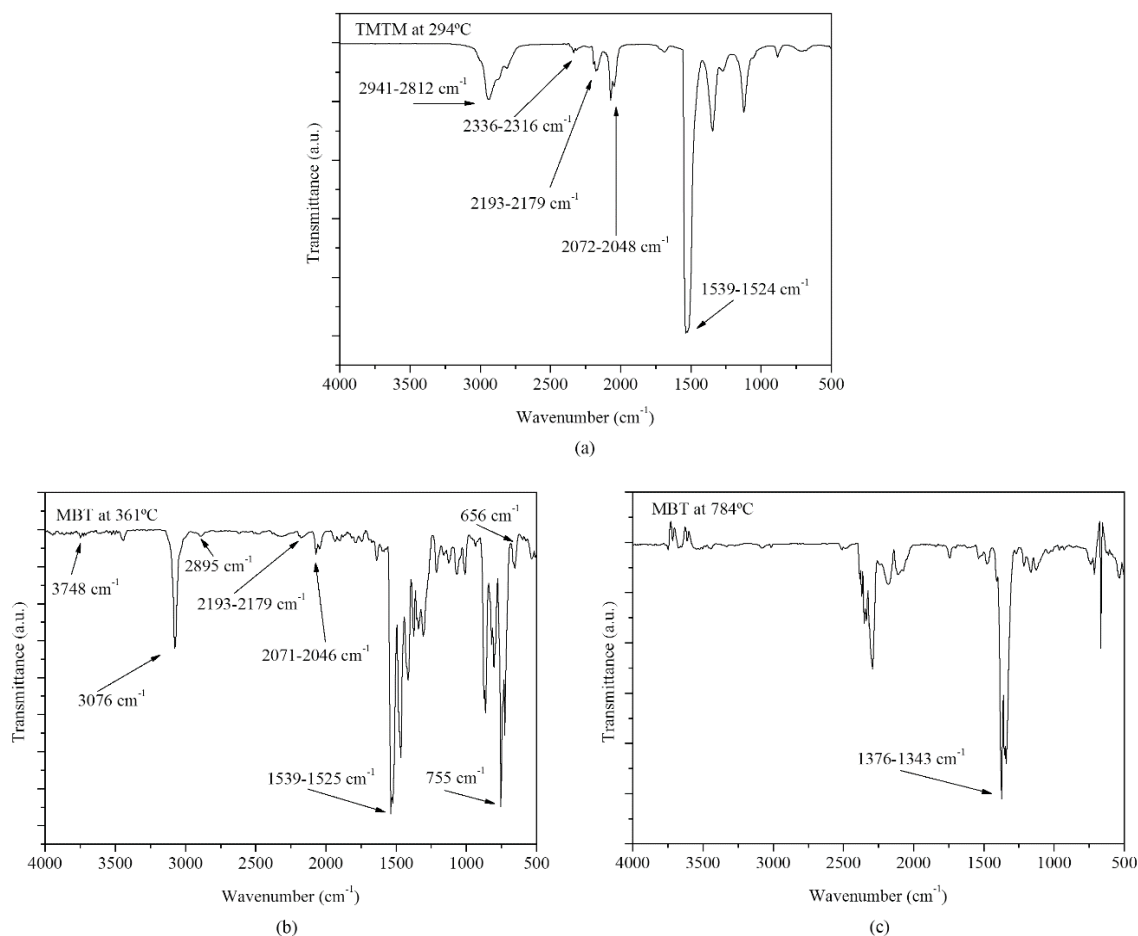 TMTM at 294ºC
2941-2812 cm⁻¹
2336-2316 cm⁻¹
2193-2179 cm⁻¹
2072-2048 cm⁻¹
1539-1524 cm⁻¹
Transmittance (a.u.)
4000 3500 3000 2500 2000 1500 1000 500
Wavenumber (cm⁻¹)
(a)
MBT at 361ºC
656 cm⁻¹
3748 cm⁻¹
2895 cm⁻¹
2193-2179 cm⁻¹
2071-2046 cm⁻¹
3076 cm⁻¹
1539-1525 cm⁻¹
755 cm⁻¹
Transmittance (a.u.)
4000 3500 3000 2500 2000 1500 1000 500
Wavenumber (cm⁻¹)
(b)
MBT at 784ºC
1376-1343 cm⁻¹
Transmittance (a.u.)
4000 3500 3000 2500 2000 1500 1000 500
Wavenumber (cm⁻¹)
(c)